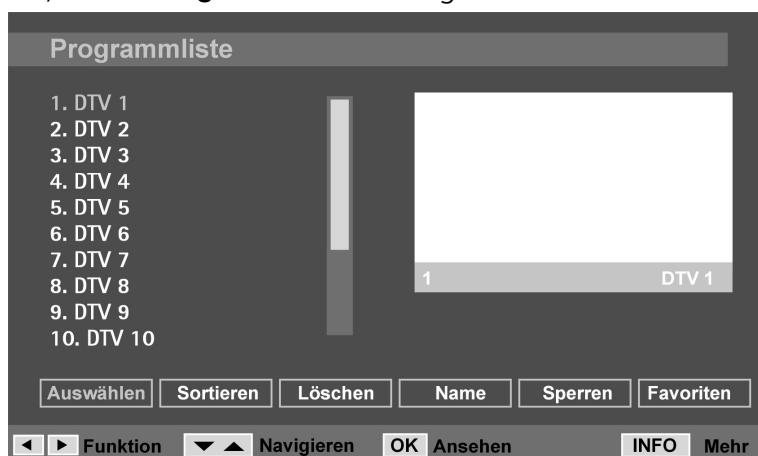 Programmliste
1. DTV 1
2. DTV 2
3. DTV 3
4. DTV 4
5. DTV 5
6. DTV 6
7. DTV 7
8. DTV 8
9. DTV 9
10. DTV 10
1 DTV 1
Auswählen Sortieren Löschen Name Sperren Favoriten
Funktion Navigieren OK Ansehen INFO Mehr